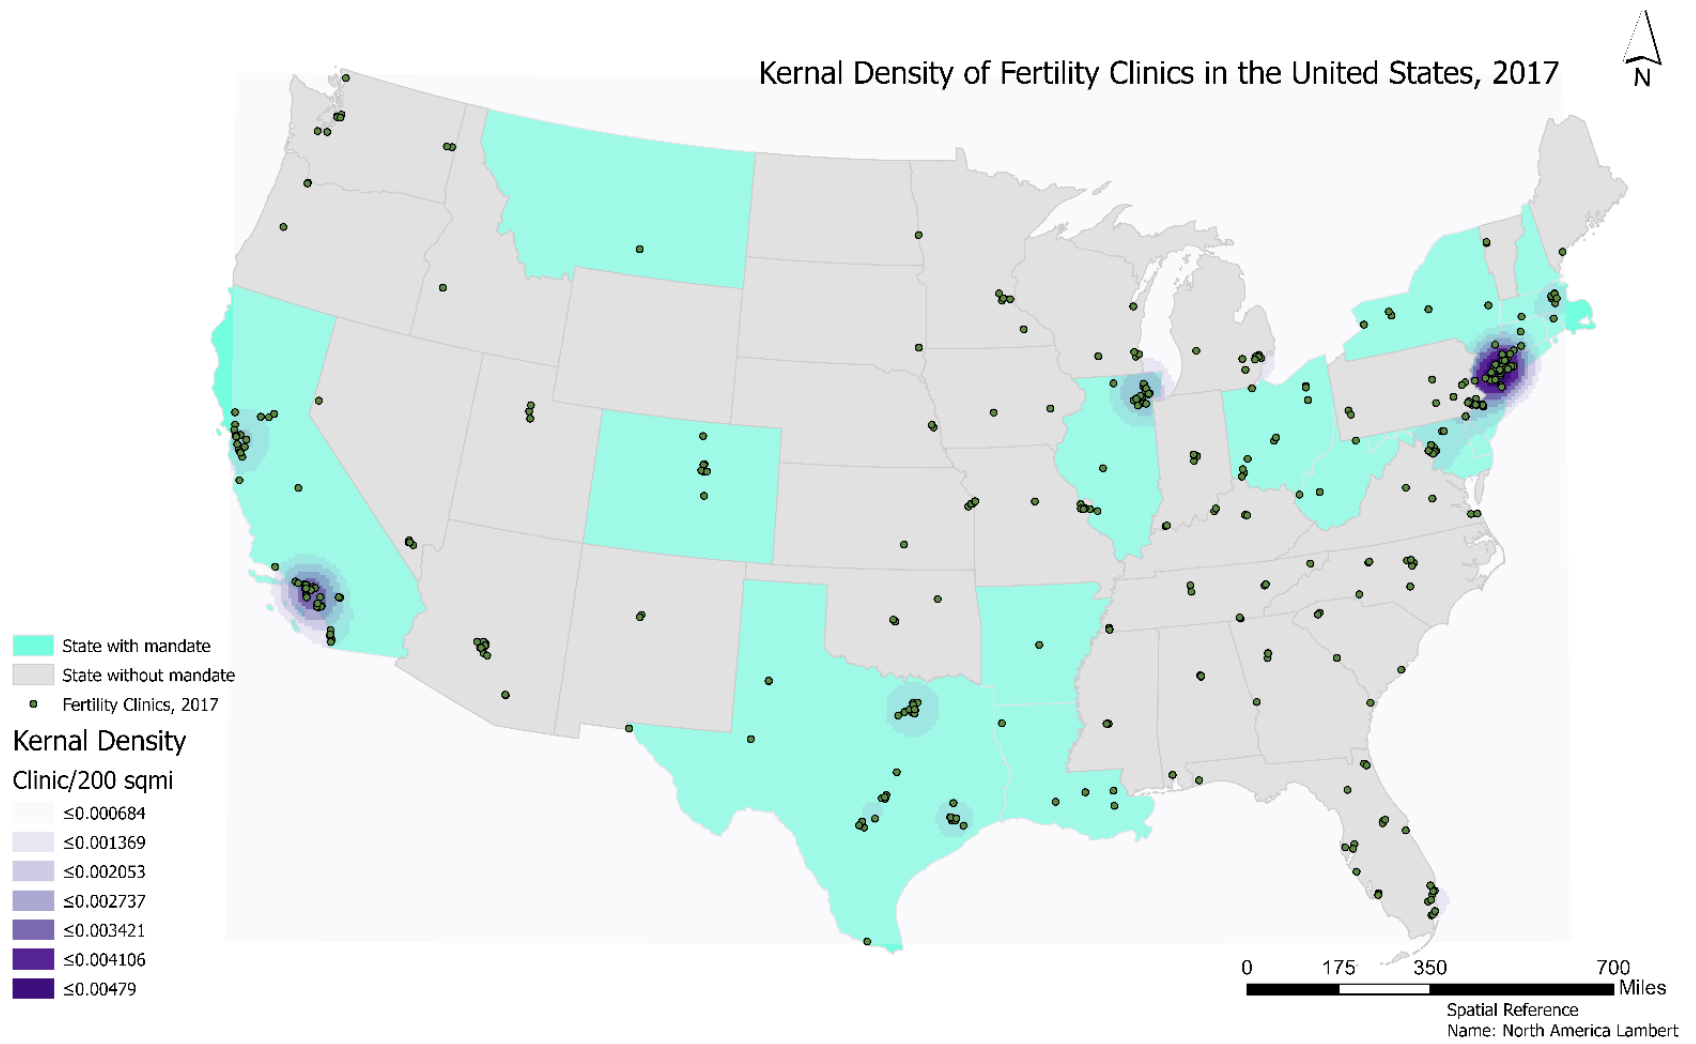 Kernal Density of Fertility Clinics in the United States, 2017
N
State with mandate
State without mandate
Fertility Clinics, 2017
Kernal Density
Clinic/200 sqmi
≤0.000684
≤0.001369
≤0.002053
≤0.002737
≤0.003421
≤0.004106
≤0.00479
0 175 350 700
Miles
Spatial Reference
Name: North America Lambert